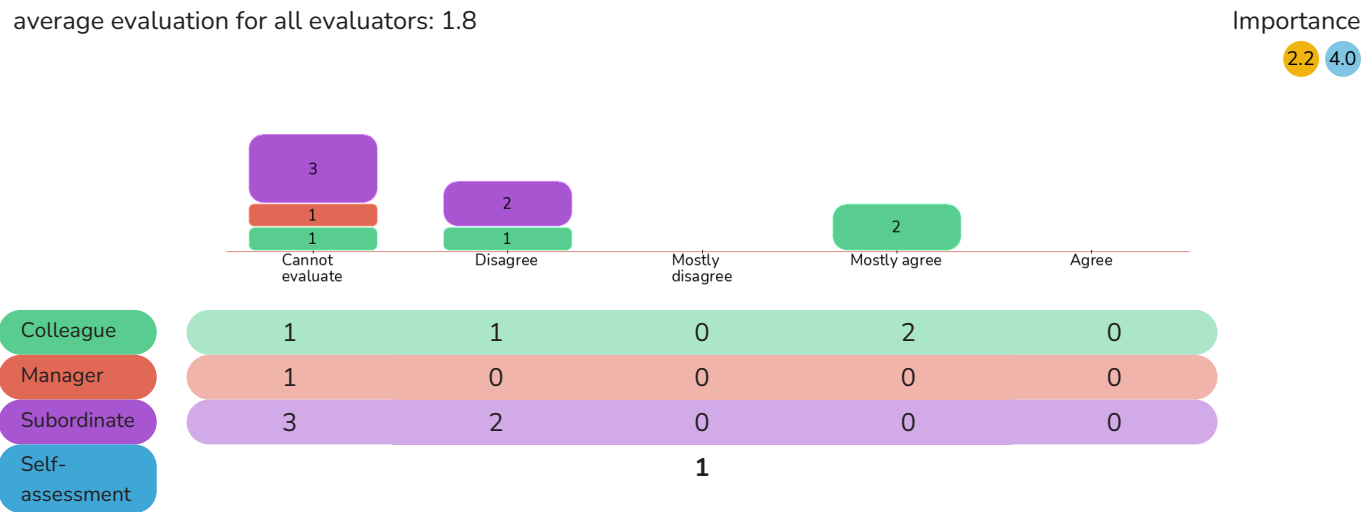 average evaluation for all evaluators: 1.8
Importance
2.2 4.0
3
1
1
2
1
2
Cannot
evaluate
Disagree
Mostly
disagree
Mostly agree
Agree
Colleague 1 1 0 2 0
Manager 1 0 0 0 0
Subordinate 3 2 0 0 0
Self-
assessment
1